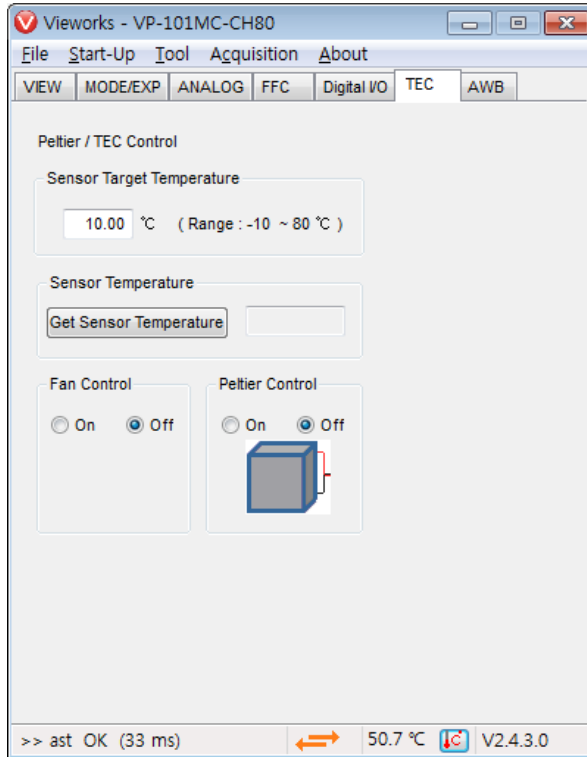 Vieworks - VP-101MC-CH80
File Start-Up Tool Acquisition About
VIEW MODE/EXP ANALOG FFC Digital I/O TEC AWB
Peltier / TEC Control
Sensor Target Temperature
10.00 ℃ ( Range : -10 ~ 80 ℃ )
Sensor Temperature
Get Sensor Temperature
Fan Control Peltier Control
On Off On Off
>> ast OK (33 ms) 50.7 ℃ C V2.4.3.0